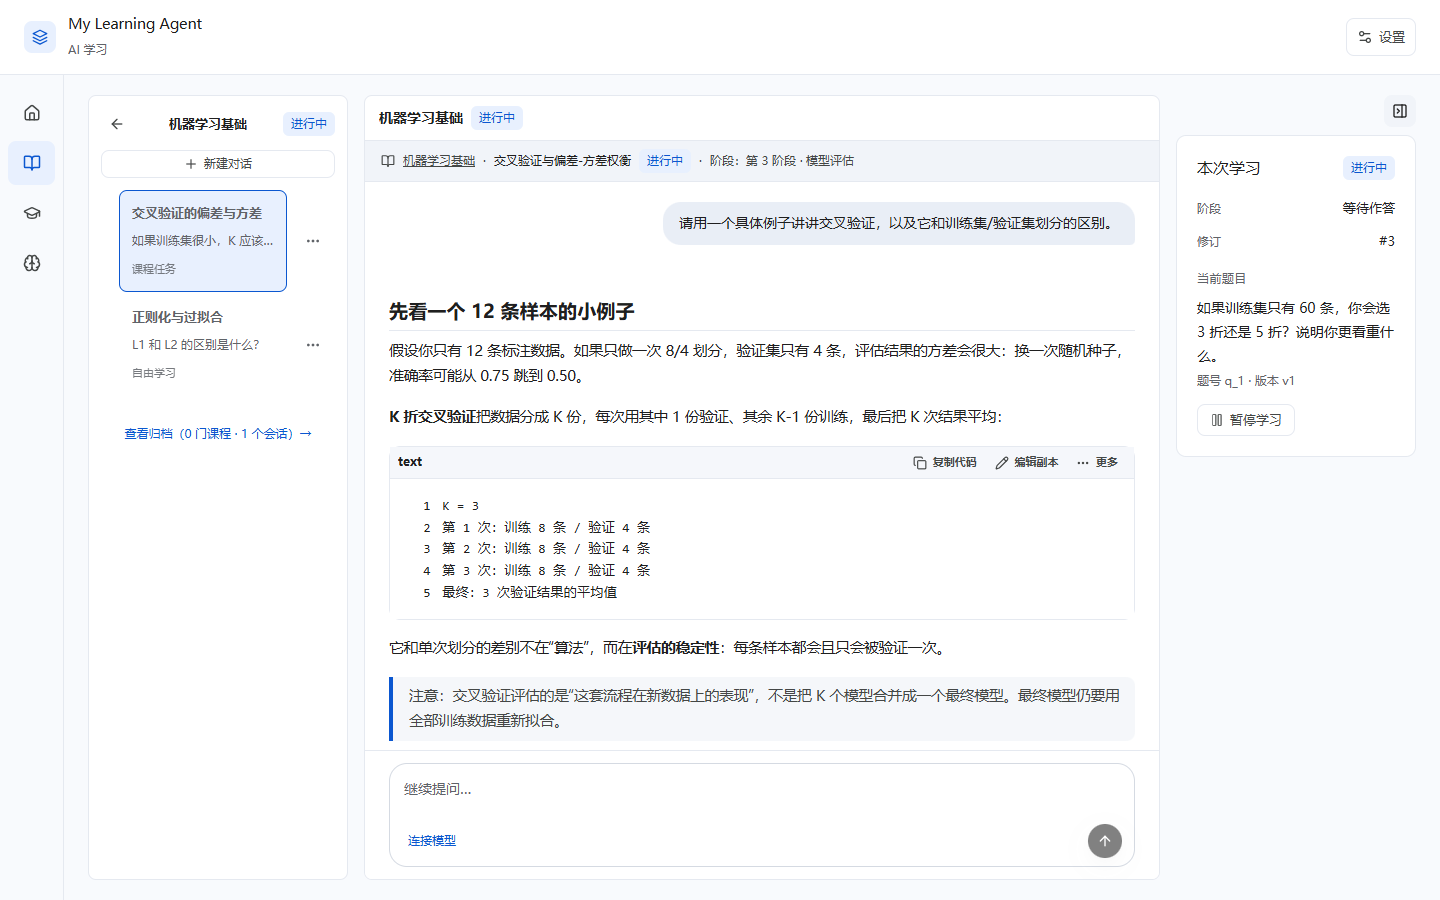 My Learning Agent
AI 学习
设置
机器学习基础
进行中
新建对话
交叉验证的偏差与方差
如果训练集很小，K 应该...
课程任务
正则化与过拟合
L1 和 L2 的区别是什么？
自由学习
查看归档（0 门课程 · 1 个会话）→
机器学习基础 进行中
机器学习基础 · 交叉验证与偏差-方差权衡 进行中 · 阶段：第 3 阶段 · 模型评估
请用一个具体例子讲讲交叉验证，以及它和训练集/验证集划分的区别。
先看一个 12 条样本的小例子
假设你只有 12 条标注数据。如果只做一次 8/4 划分，验证集只有 4 条，评估结果的方差会很大：换一次随机种子，
准确率可能从 0.75 跳到 0.50。
K 折交叉验证把数据分成 K 份，每次用其中 1 份验证、其余 K-1 份训练，最后把 K 次结果平均：
text 复制代码 编辑副本 更多
1 K = 3
2 第 1 次：训练 8 条 / 验证 4 条
3 第 2 次：训练 8 条 / 验证 4 条
4 第 3 次：训练 8 条 / 验证 4 条
5 最终：3 次验证结果的平均值
它和单次划分的差别不在“算法”，而在评估的稳定性：每条样本都会且只会被验证一次。
注意：交叉验证评估的是“这套流程在新数据上的表现”，不是把 K 个模型合并成一个最终模型。最终模型仍要用
全部训练数据重新拟合。
继续提问...
连接模型
本次学习 进行中
阶段 等待作答
修订 #3
当前题目
如果训练集只有 60 条，你会选
3 折还是 5 折？说明你更看重什
么。
题号 q_1 · 版本 v1
暂停学习